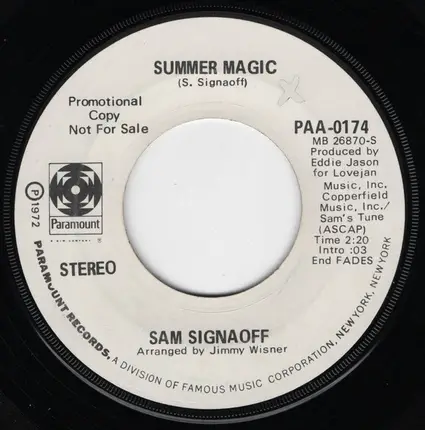 SUMMER MAGIC
(S. Signaoff)
Promotional
Copy
Not For Sale
PAA-0174
MB 26870-S
Produced by
Eddie Jason
for Lovejan
Music, Inc.
Copperfield
Music, Inc./
Sam's Tune
(ASCAP)
Time 2:20
Intro :03
End FADES
Paramount
Ⓟ1972
STEREO
SAM SIGNAOFF
Arranged by Jimmy Wisner
PARAMOUNT RECORDS, A DIVISION OF FAMOUS MUSIC CORPORATION, NEW YORK, NEW YORK